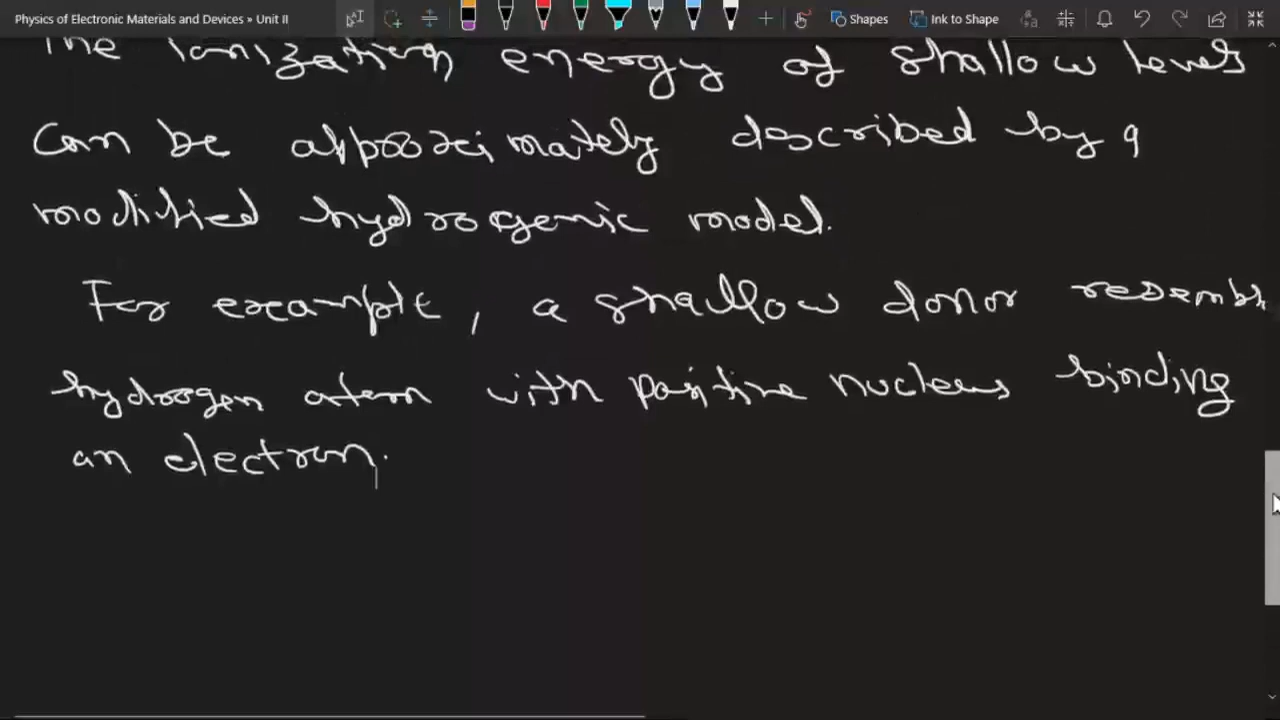 Physics of Electronic Materials and Devices » Unit II
Shapes
Ink to Shape
The ionization energy of shallow levels
can be approximately described by a
modified hydrogenic model.
For example, a shallow donor resembl
hydrogen atom with positive nucleus binding
an electron.